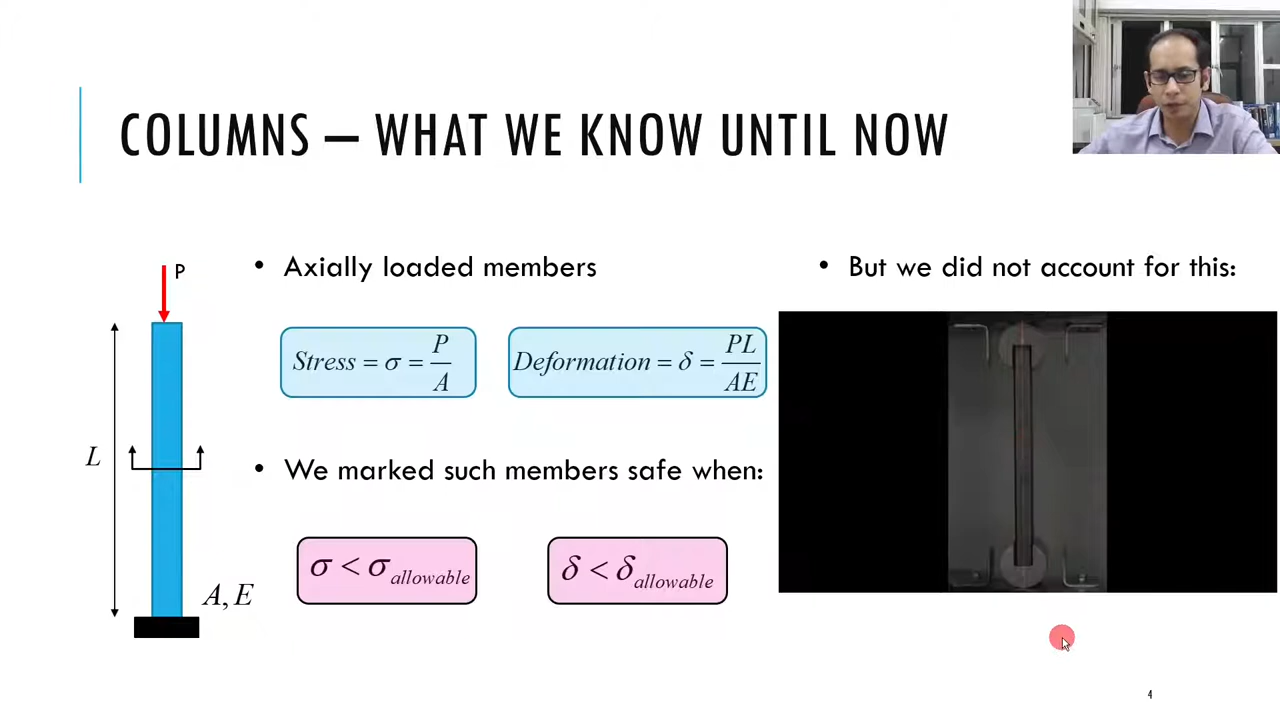 COLUMNS – WHAT WE KNOW UNTIL NOW
P
L
A, E
• Axially loaded members
Stress = σ = P/A
Deformation = δ = PL/AE
• We marked such members safe when:
σ < σ_allowable
δ < δ_allowable
• But we did not account for this:
4